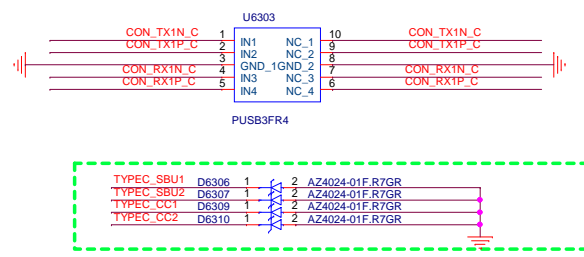 U6303
CON_TX1N_C 1 IN1 NC_1 10 CON_TX1N_C
CON_TX1P_C 2 IN2 NC_2 9 CON_TX1P_C
3 GND_1 GND_2 8
CON_RX1N_C 4 IN3 NC_3 7 CON_RX1N_C
CON_RX1P_C 5 IN4 NC_4 6 CON_RX1P_C
PUSB3FR4
TYPEC_SBU1 D6306 1 2 AZ4024-01F.R7GR
TYPEC_SBU2 D6307 1 2 AZ4024-01F.R7GR
TYPEC_CC1 D6309 1 2 AZ4024-01F.R7GR
TYPEC_CC2 D6310 1 2 AZ4024-01F.R7GR